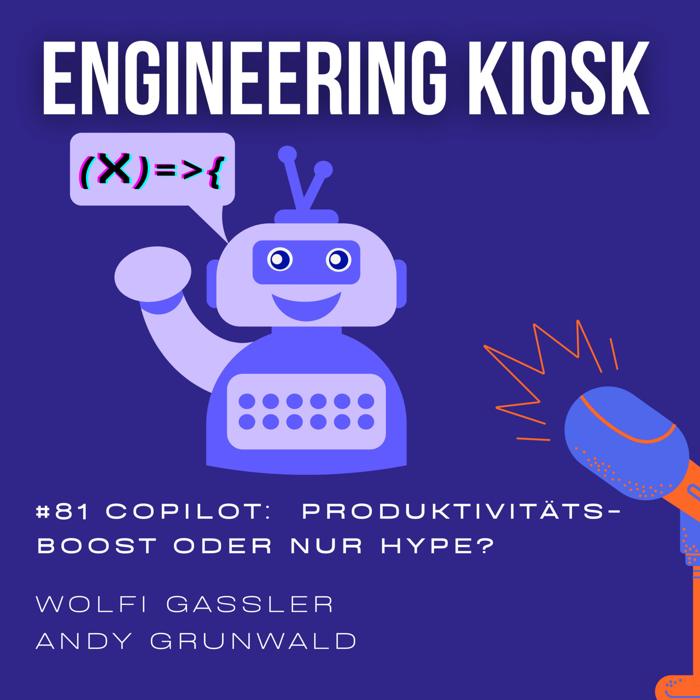 ENGINEERING KIOSK
(X)=>{
#81 COPILOT: PRODUKTIVITÄTS-
BOOST ODER NUR HYPE?
WOLFI GASSLER
ANDY GRUNWALD